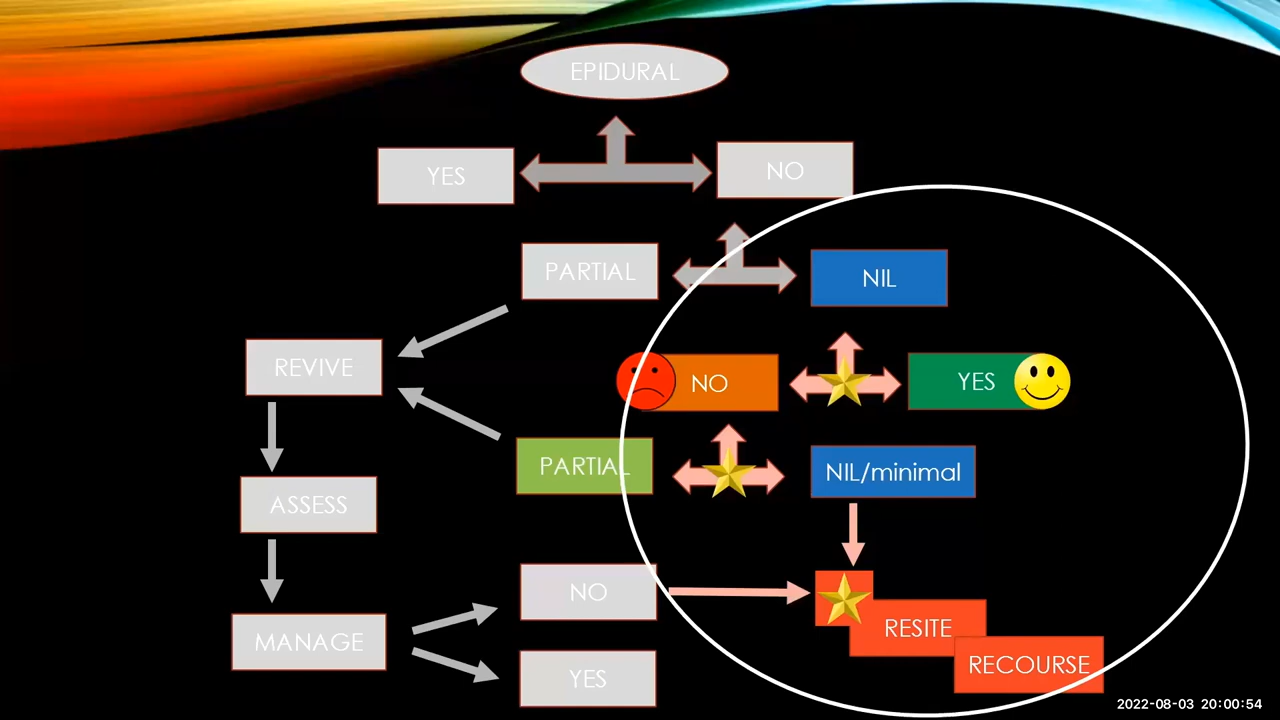 EPIDURAL
YES
NO
PARTIAL
NIL
REVIVE
NO
YES
PARTIAL
NIL/minimal
ASSESS
NO
RESITE
MANAGE
RECOURSE
YES
2022-08-03 20:00:54